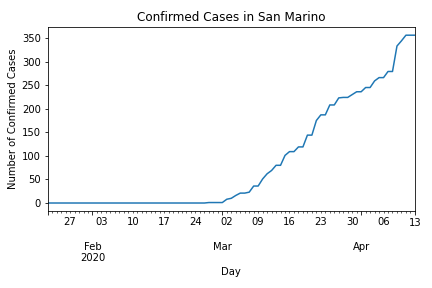 Confirmed Cases in San Marino
Number of Confirmed Cases
350
300
250
200
150
100
50
0
27 03 10 17 24 02 09 16 23 30 06 13
Feb Mar Apr
2020
Day